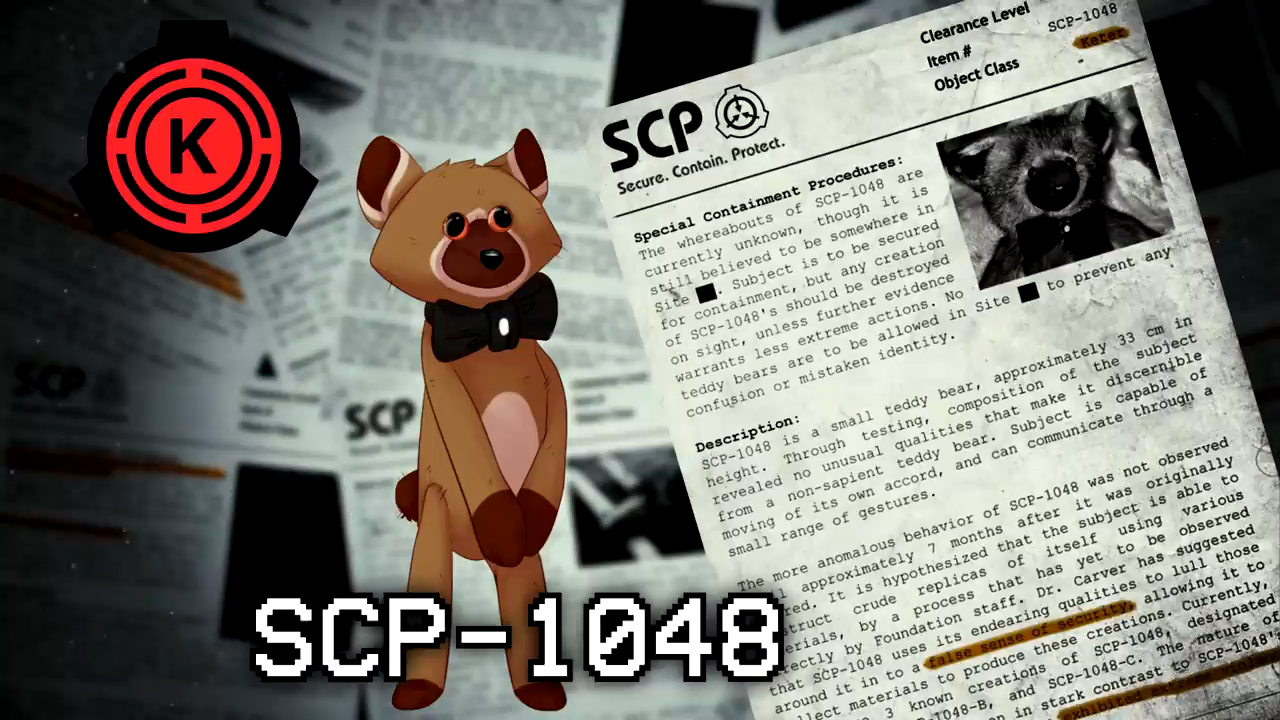 K
Clearance Level
SCP-1048
Item #
Keter
Object Class
SCP
Secure. Contain. Protect.
Special Containment Procedures:
The whereabouts of SCP-1048 are
currently unknown, though it is
still believed to be somewhere in
Site ■. Subject is to be secured
for containment, but any creation
of SCP-1048's should be destroyed
on sight, unless further evidence
warrants less extreme actions. No
teddy bears are to be allowed in Site ■ to prevent any
confusion or mistaken identity.
Description:
SCP-1048 is a small teddy bear, approximately 33 cm in
height. Through testing, composition of the subject
revealed no unusual qualities that make it discernible
from a non-sapient teddy bear. Subject is capable of
moving of its own accord, and can communicate through a
small range of gestures.
The more anomalous behavior of SCP-1048 was not observed
approximately 7 months after it was originally
red. It is hypothesized that the subject is able to
struct crude replicas of itself using various
erials, by a process that has yet to be observed
rectly by Foundation staff. Dr. Carver has suggested
that SCP-1048 uses its endearing qualities to lull those
around it in to a false sense of security, allowing it to
llect materials to produce these creations. Currently,
3 known creations of SCP-1048, designated
-B, and SCP-1048-C. The nature of
n in stark contrast to SCP-1048's
exhibited extreme
SCP
SCP
SCP-1048